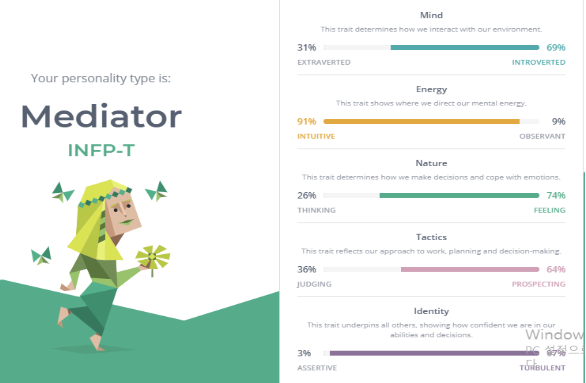 Your personality type is:
Mediator
INFP-T
Mind
This trait determines how we interact with our environment.
31% 69%
EXTRAVERTED INTROVERTED
Energy
This trait shows where we direct our mental energy.
91% 9%
INTUITIVE OBSERVANT
Nature
This trait determines how we make decisions and cope with emotions.
26% 74%
THINKING FEELING
Tactics
This trait reflects our approach to work, planning and decision-making.
36% 64%
JUDGING PROSPECTING
Identity
This trait underpins all others, showing how confident we are in our
abilities and decisions.
Window
3% 97%
ASSERTIVE TURBULENT